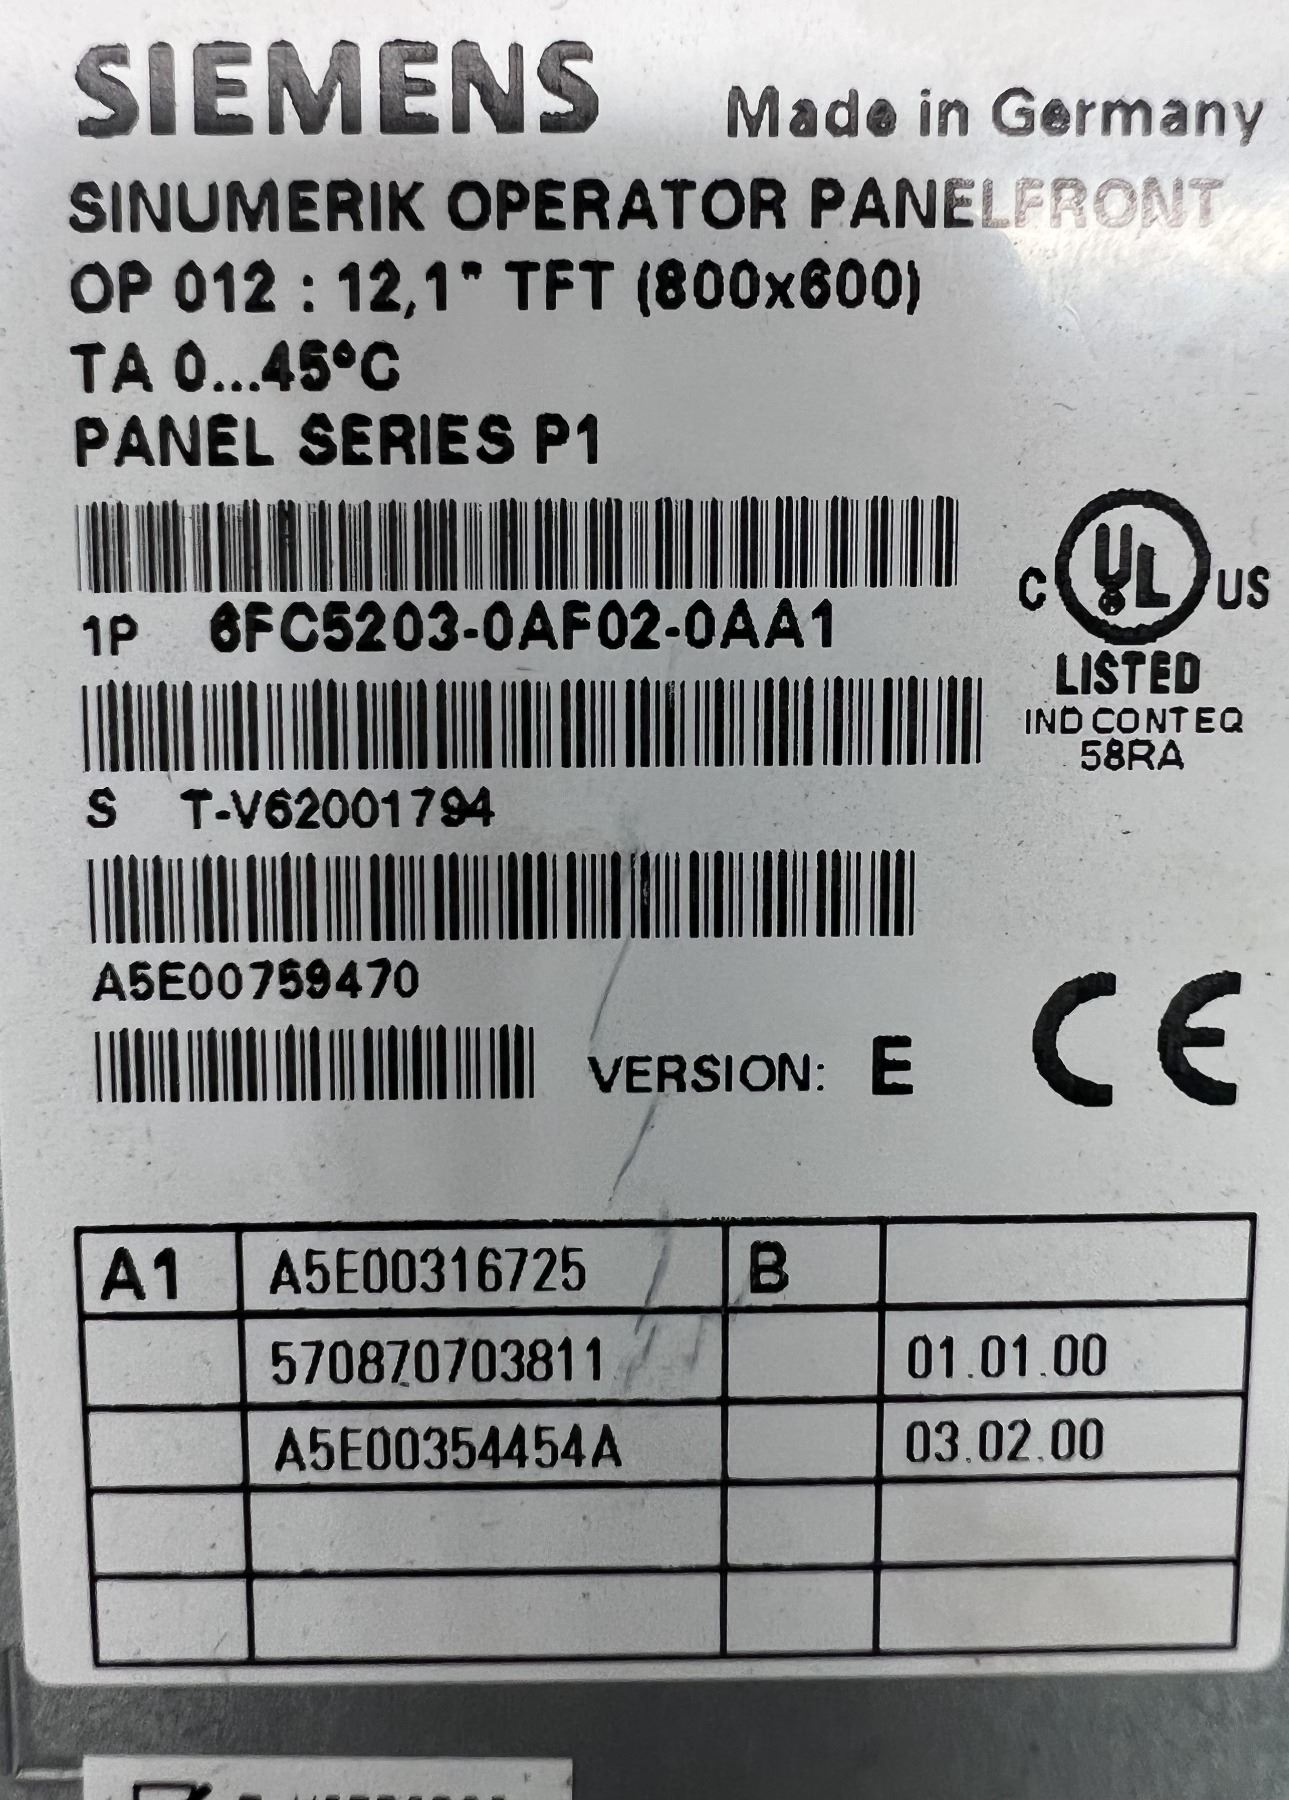 SIEMENS Made in Germany
SINUMERIK OPERATOR PANELFRONT
OP 012 : 12,1" TFT (800x600)
TA 0...45°C
PANEL SERIES P1
1P 6FC5203-0AF02-0AA1
C UL US
LISTED
IND CONT EQ
58RA
S T-V62001794
A5E00759470
VERSION: E CE
A1 A5E00316725 B
570870703811 01.01.00
A5E00354454A 03.02.00